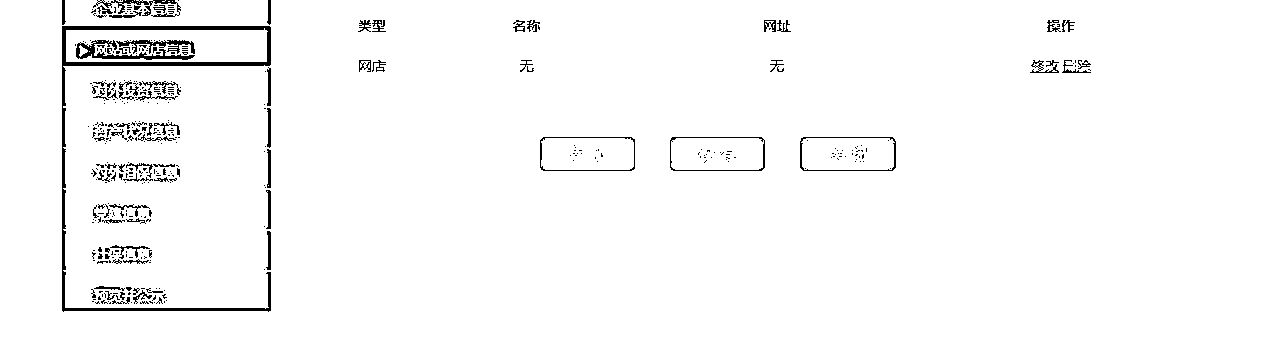 企业基本信息
网站或网店信息
对外投资信息
资产状况信息
对外担保信息
党建信息
社保信息
预览并公示
类型 名称 网址 操作
网店 无 无 修改 删除